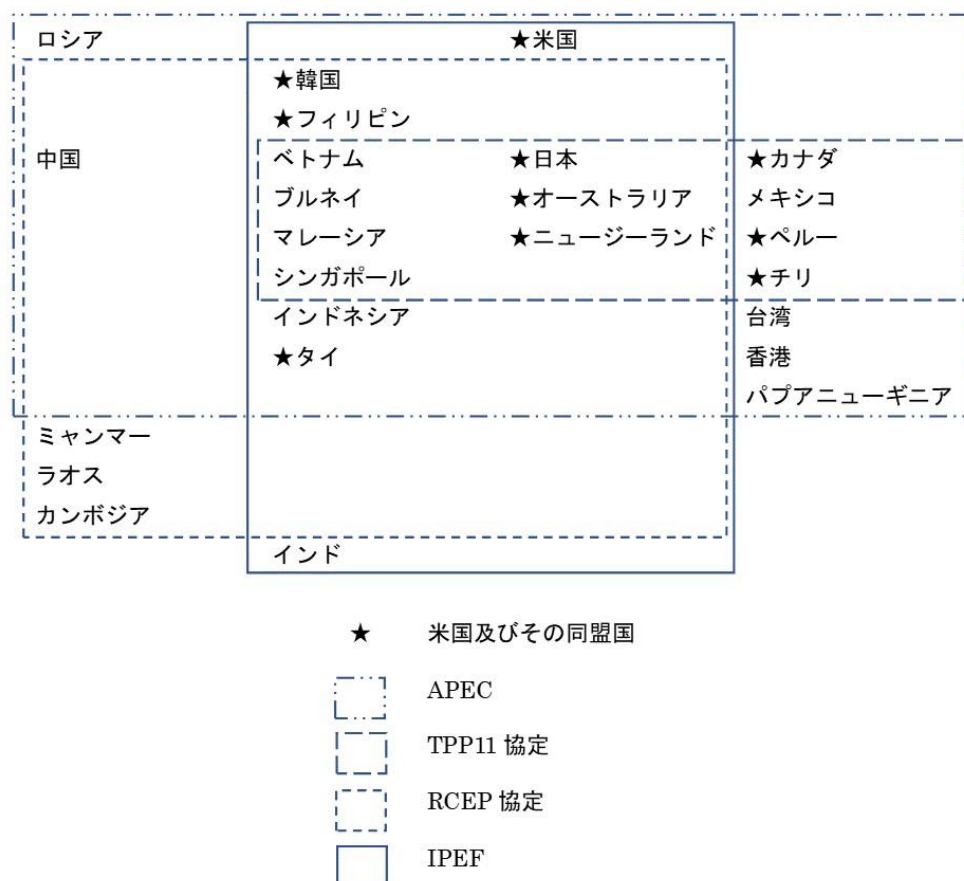 ロシア ★米国
★韓国
★フィリピン
中国 ベトナム ★日本 ★カナダ
ブルネイ ★オーストラリア メキシコ
マレーシア ★ニュージーランド ★ペルー
シンガポール ★チリ
インドネシア 台湾
★タイ 香港
パプアニューギニア
ミャンマー
ラオス
カンボジア
インド
★ 米国及びその同盟国
APEC
TPP11 協定
RCEP 協定
IPEF